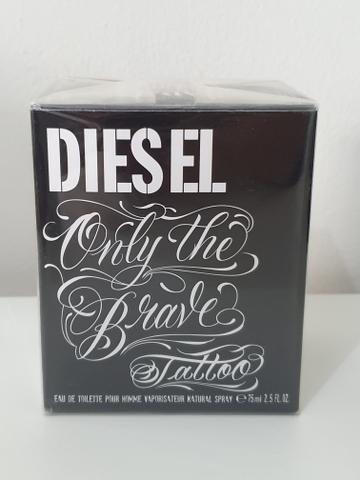 DIESEL
Only the
Brave
Tattoo
EAU DE TOILETTE POUR HOMME VAPORISATEUR NATURAL SPRAY ℮75ml 2.5 FL.OZ.